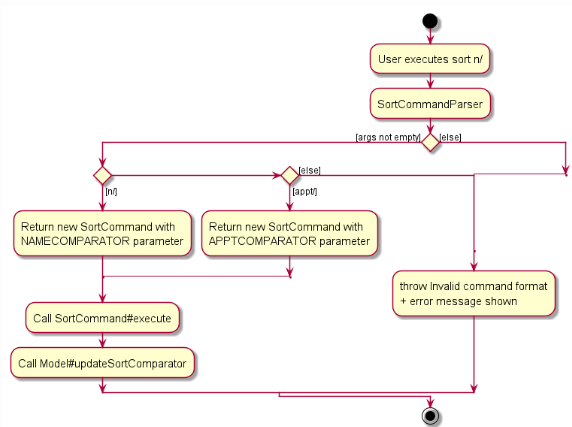 User executes sort n/
SortCommandParser
[args not empty]
[else]
[else]
[n/]
[appt/]
Return new SortCommand with
NAMECOMPARATOR parameter
Return new SortCommand with
APPTCOMPARATOR parameter
throw Invalid command format
+ error message shown
Call SortCommand#execute
Call Model#updateSortComparator